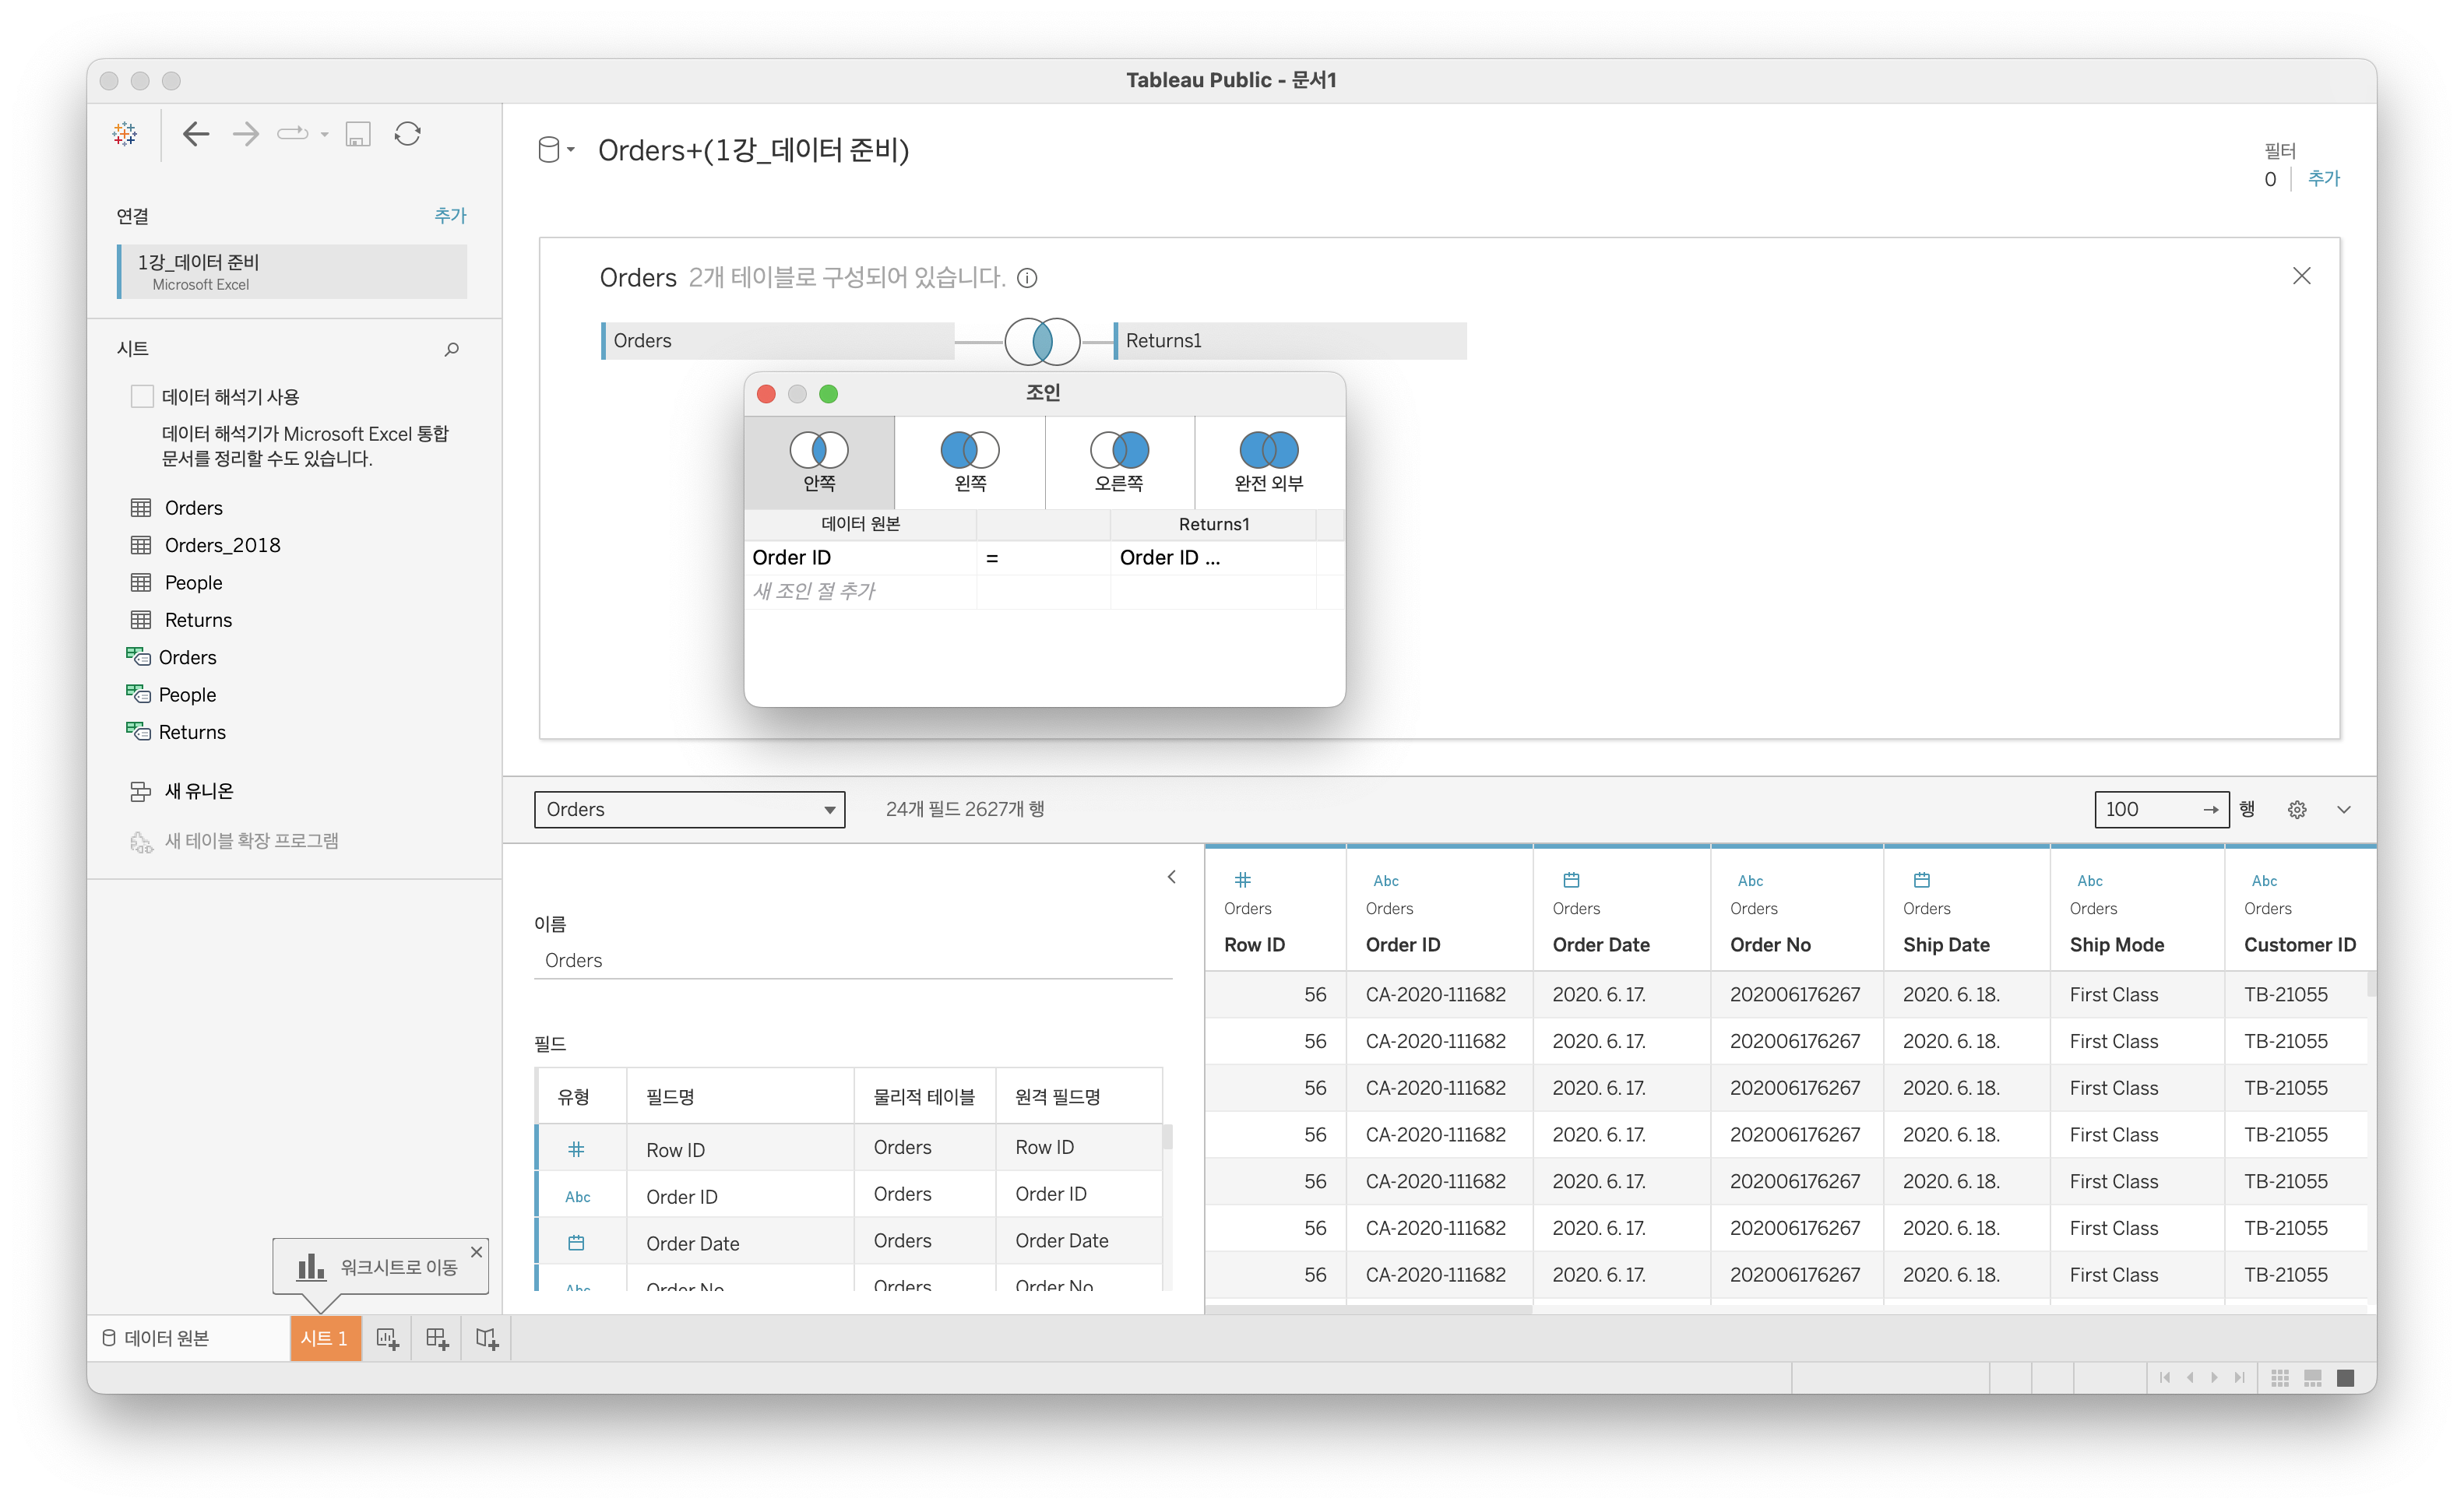 Tableau Public - 문서1
연결
추가
1강_데이터 준비
Microsoft Excel
시트
데이터 해석기 사용
데이터 해석기가 Microsoft Excel 통합
문서를 정리할 수도 있습니다.
Orders
Orders_2018
People
Returns
Orders
People
Returns
새 유니온
새 테이블 확장 프로그램
Orders+(1강_데이터 준비)
필터
0 추가
Orders 2개 테이블로 구성되어 있습니다.
Orders
Returns1
조인
안쪽 왼쪽 오른쪽 완전 외부
데이터 원본 Returns1
Order ID = Order ID ...
새 조인 절 추가
Orders
24개 필드 2627개 행
100 → 행
이름
Orders
필드
유형 필드명 물리적 테이블 원격 필드명
Row ID Orders Row ID
Abc Order ID Orders Order ID
Order Date Orders Order Date
Abc Order No Orders Order No
Abc Abc Abc Abc
Orders Orders Orders Orders Orders Orders Orders
Row ID Order ID Order Date Order No Ship Date Ship Mode Customer ID
56 CA-2020-111682 2020. 6. 17. 202006176267 2020. 6. 18. First Class TB-21055
56 CA-2020-111682 2020. 6. 17. 202006176267 2020. 6. 18. First Class TB-21055
56 CA-2020-111682 2020. 6. 17. 202006176267 2020. 6. 18. First Class TB-21055
56 CA-2020-111682 2020. 6. 17. 202006176267 2020. 6. 18. First Class TB-21055
56 CA-2020-111682 2020. 6. 17. 202006176267 2020. 6. 18. First Class TB-21055
56 CA-2020-111682 2020. 6. 17. 202006176267 2020. 6. 18. First Class TB-21055
56 CA-2020-111682 2020. 6. 17. 202006176267 2020. 6. 18. First Class TB-21055
워크시트로 이동
데이터 원본
시트 1